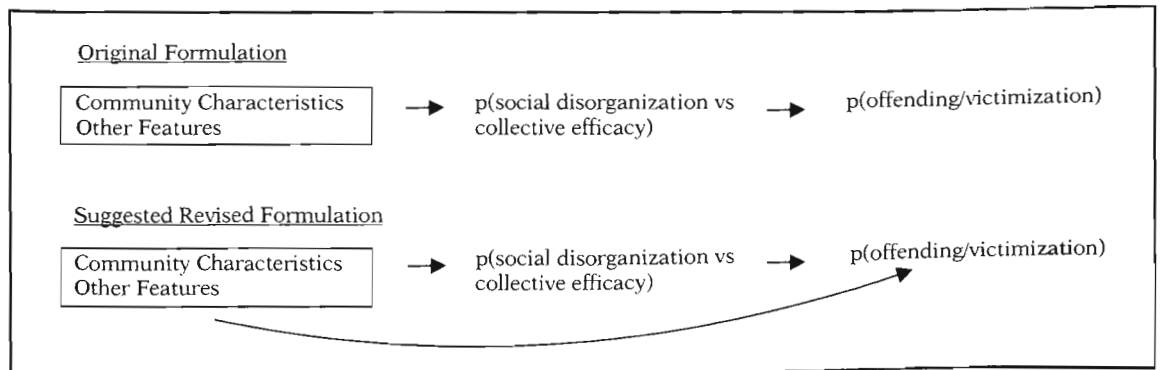 Original Formulation
Community Characteristics
Other Features
p(social disorganization vs
collective efficacy)
p(offending/victimization)
Suggested Revised Formulation
Community Characteristics
Other Features
p(social disorganization vs
collective efficacy)
p(offending/victimization)